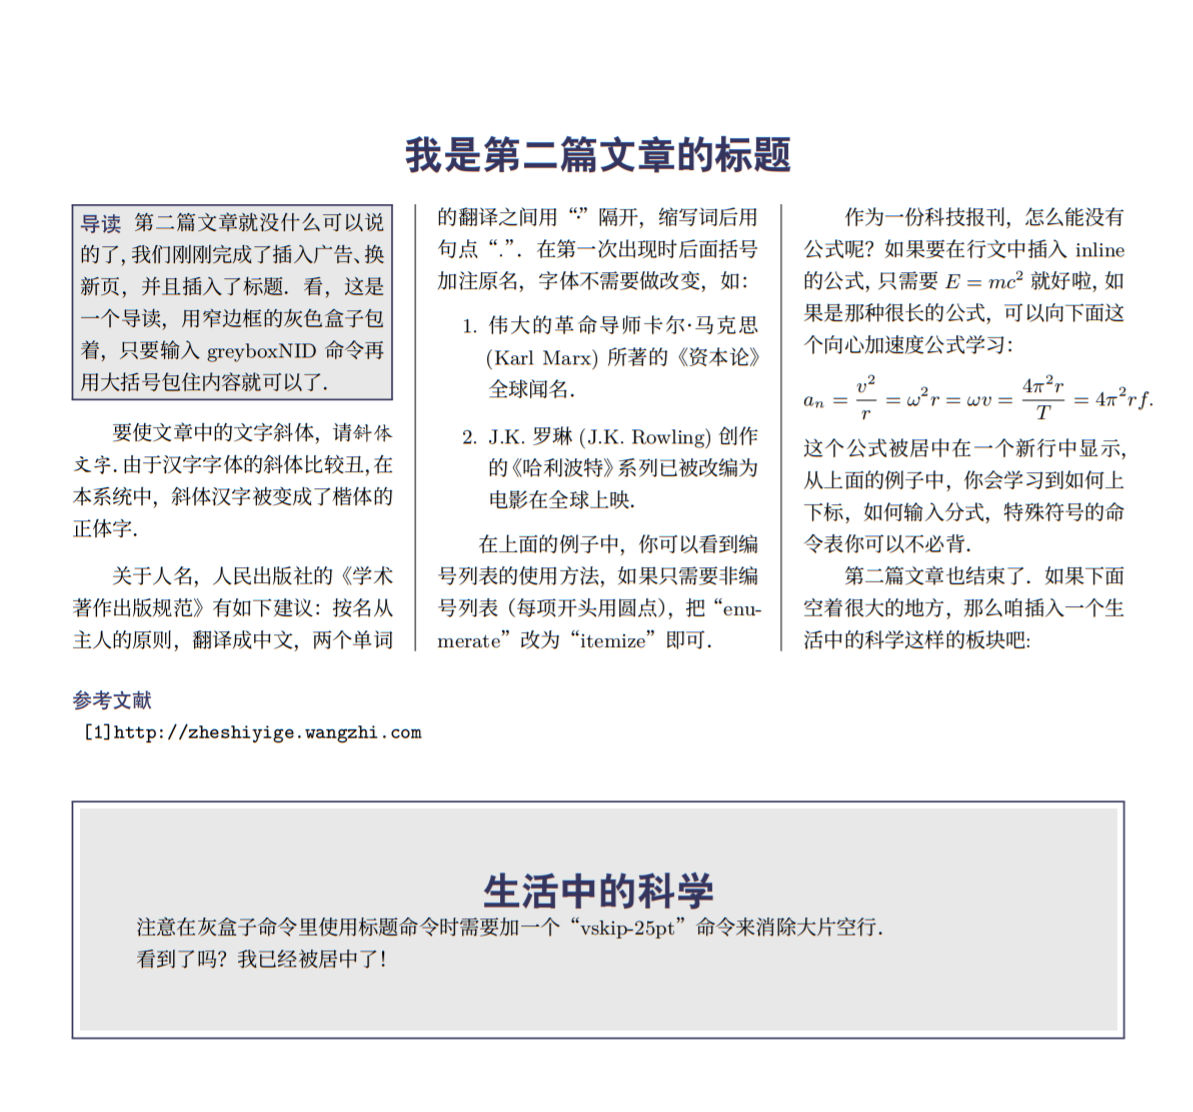 我是第二篇文章的标题
导读 第二篇文章就没什么可以说
的了,我们刚刚完成了插入广告、换
新页，并且插入了标题．看，这是
一个导读，用窄边框的灰色盒子包
着，只要输入 greyboxNID 命令再
用大括号包住内容就可以了．
要使文章中的文字斜体，请斜体
文字．由于汉字字体的斜体比较丑,在
本系统中，斜体汉字被变成了楷体的
正体字．
关于人名，人民出版社的《学术
著作出版规范》有如下建议：按名从
主人的原则，翻译成中文，两个单词
的翻译之间用“·”隔开，缩写词后用
句点“.”．在第一次出现时后面括号
加注原名，字体不需要做改变，如：
1. 伟大的革命导师卡尔·马克思
(Karl Marx) 所著的《资本论》
全球闻名．
2. J.K. 罗琳 (J.K. Rowling) 创作
的《哈利波特》系列已被改编为
电影在全球上映．
在上面的例子中，你可以看到编
号列表的使用方法，如果只需要非编
号列表（每项开头用圆点），把“enu-
merate”改为“itemize”即可．
作为一份科技报刊，怎么能没有
公式呢？如果要在行文中插入 inline
的公式, 只需要 E = mc² 就好啦, 如
果是那种很长的公式，可以向下面这
个向心加速度公式学习：
aₙ = v²/r = ω²r = ωv = 4π²r/T = 4π²rf.
这个公式被居中在一个新行中显示,
从上面的例子中，你会学习到如何上
下标，如何输入分式，特殊符号的命
令表你可以不必背．
第二篇文章也结束了．如果下面
空着很大的地方，那么咱插入一个生
活中的科学这样的板块吧:
参考文献
[1]http://zheshiyige.wangzhi.com
生活中的科学
注意在灰盒子命令里使用标题命令时需要加一个“vskip-25pt”命令来消除大片空行．
看到了吗？我已经被居中了！